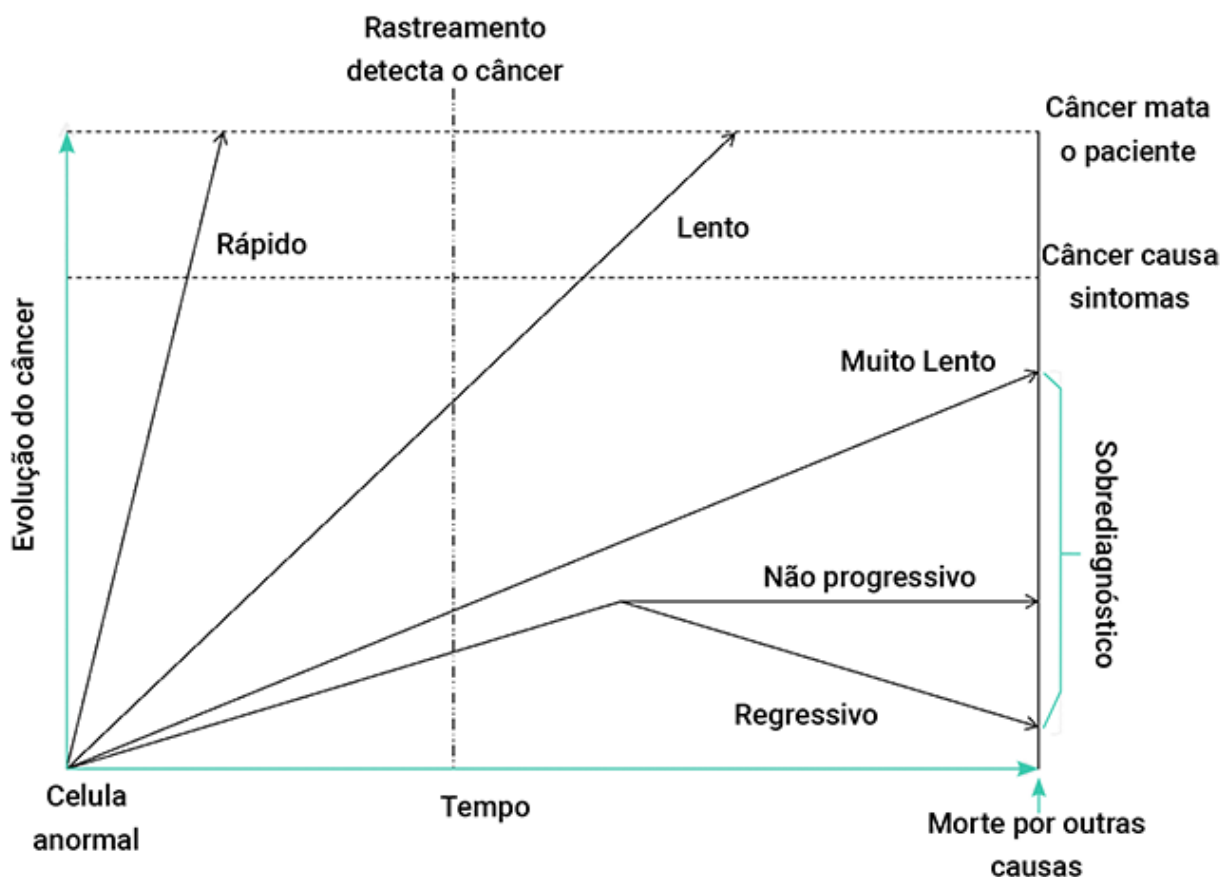 Rastreamento
detecta o câncer
Câncer mata
o paciente
Rápido
Lento
Câncer causa
sintomas
Evolução do câncer
Muito Lento
Sobrediagnóstico
Não progressivo
Regressivo
Celula
anormal
Tempo
Morte por outras
causas